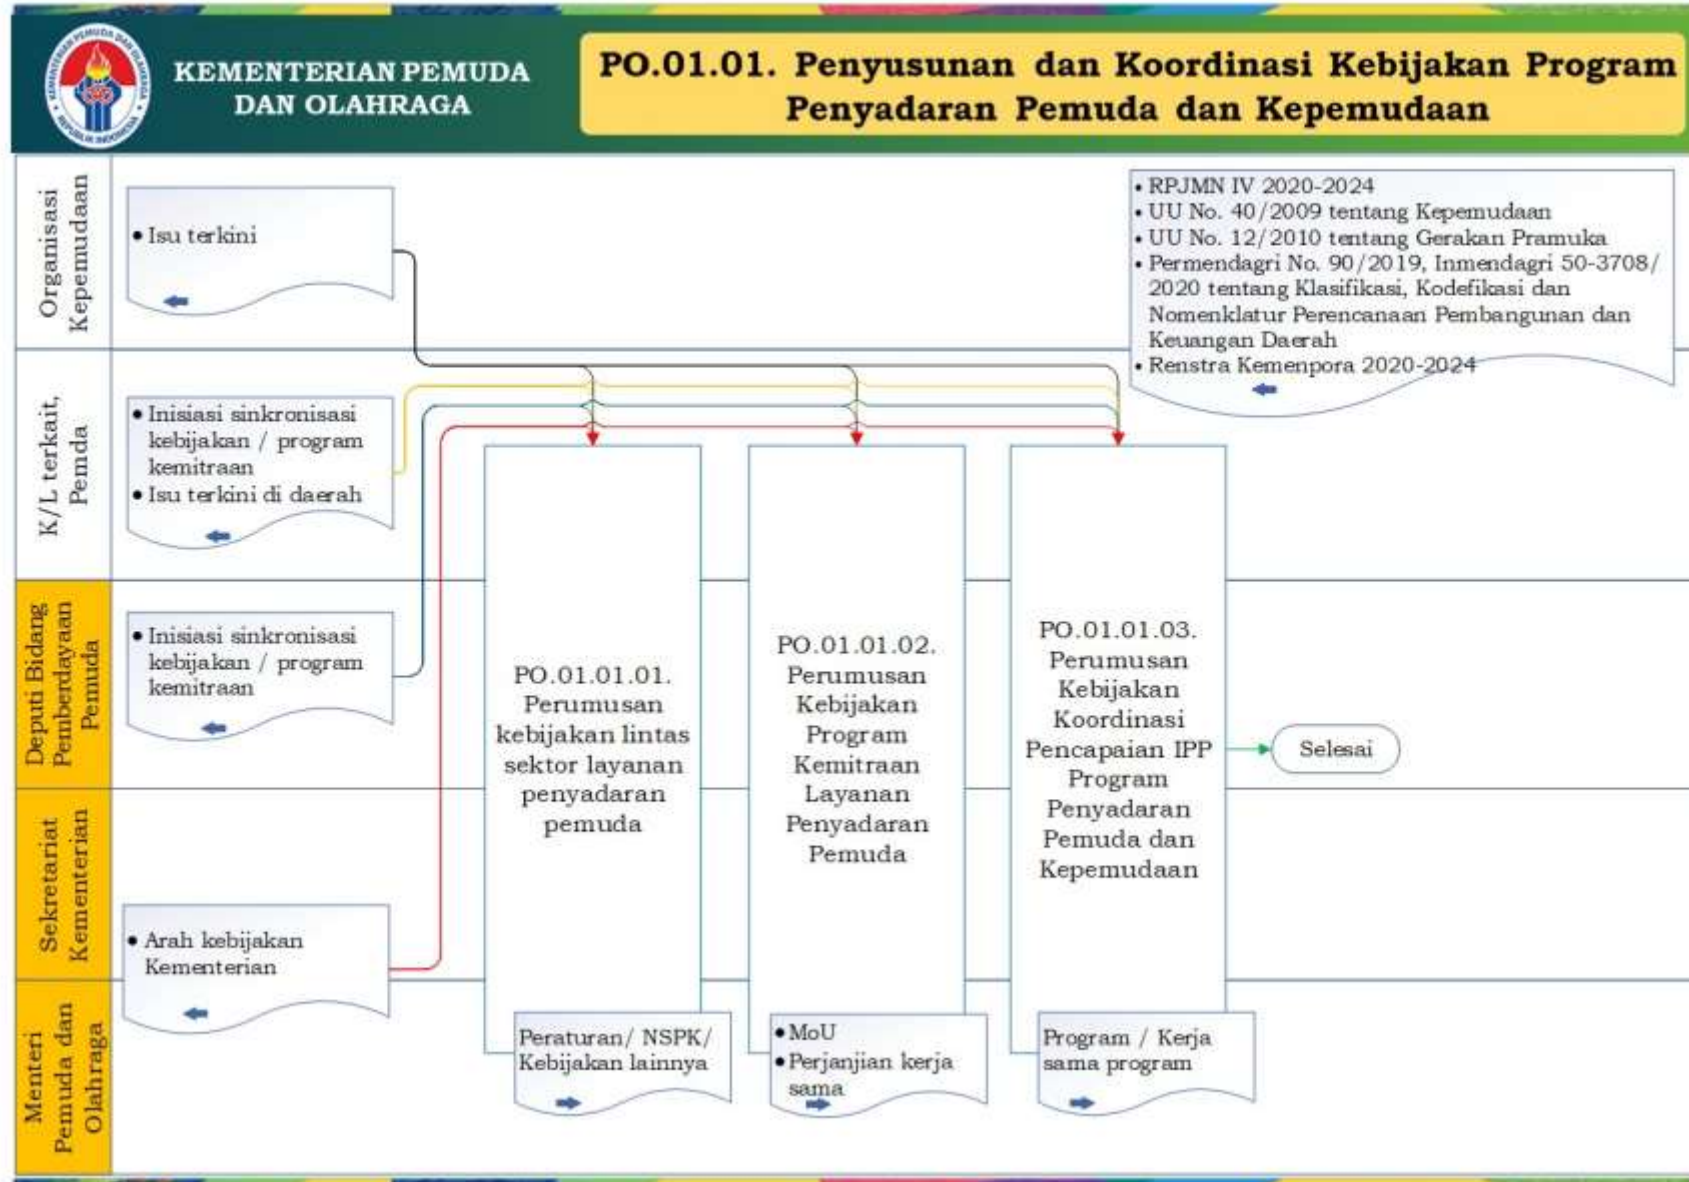 KEMENTERIAN PEMUDA DAN OLAHRAGA
REPUBLIK INDONESIA
KEMENTERIAN PEMUDA
DAN OLAHRAGA
PO.01.01. Penyusunan dan Koordinasi Kebijakan Program
Penyadaran Pemuda dan Kepemudaan
Organisasi
Kepemudaan
• Isu terkini
• RPJMN IV 2020-2024
• UU No. 40/2009 tentang Kepemudaan
• UU No. 12/2010 tentang Gerakan Pramuka
• Permendagri No. 90/2019, Inmendagri 50-3708/
2020 tentang Klasifikasi, Kodefikasi dan
Nomenklatur Perencanaan Pembangunan dan
Keuangan Daerah
• Renstra Kemenpora 2020-2024
K/L terkait,
Pemda
• Inisiasi sinkronisasi
kebijakan / program
kemitraan
• Isu terkini di daerah
Deputi Bidang
Pemberdayaan
Pemuda
• Inisiasi sinkronisasi
kebijakan / program
kemitraan
Sekretariat
Kementerian
• Arah kebijakan
Kementerian
Menteri
Pemuda dan
Olahraga
PO.01.01.01.
Perumusan
kebijakan lintas
sektor layanan
penyadaran
pemuda
PO.01.01.02.
Perumusan
Kebijakan
Program
Kemitraan
Layanan
Penyadaran
Pemuda
PO.01.01.03.
Perumusan
Kebijakan
Koordinasi
Pencapaian IPP
Program
Penyadaran
Pemuda dan
Kepemudaan
Selesai
Peraturan/ NSPK/
Kebijakan lainnya
• MoU
• Perjanjian kerja
sama
Program / Kerja
sama program